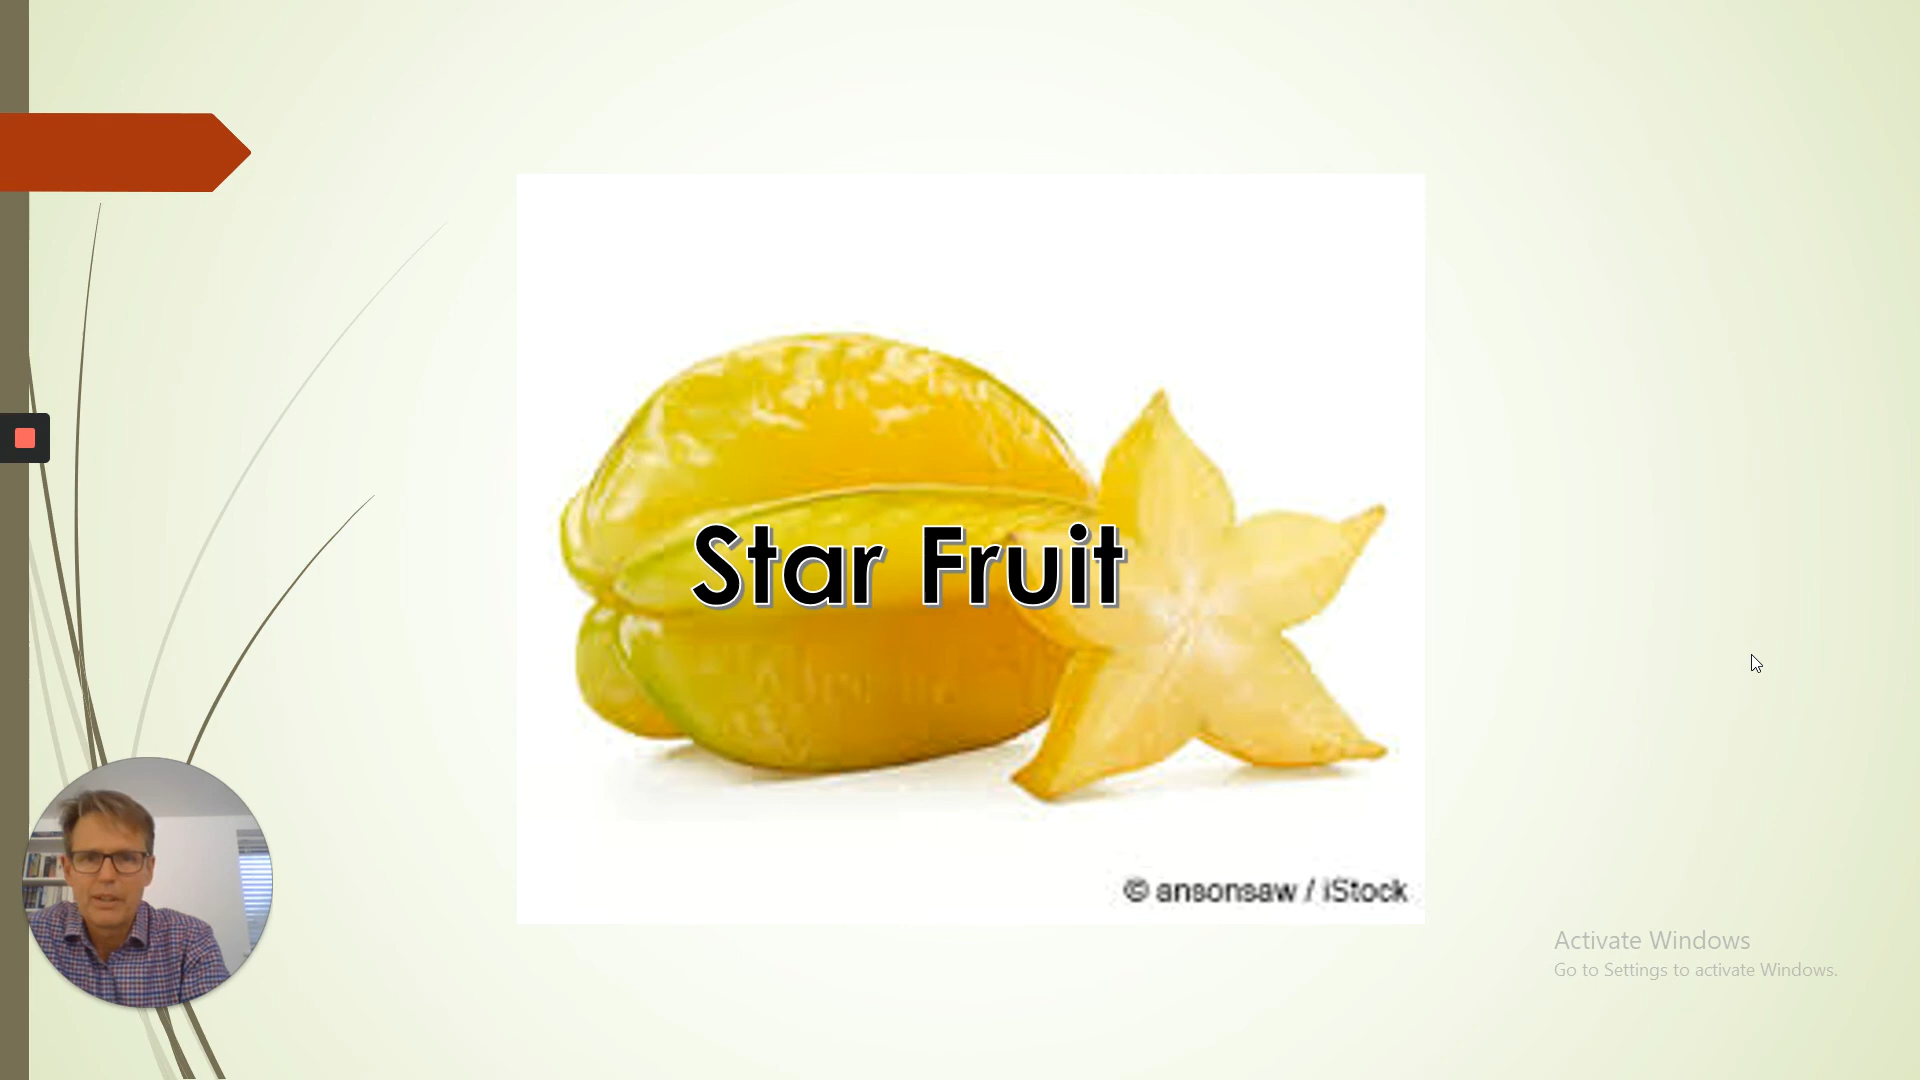 Star Fruit
© ansonsaw / iStock
Activate Windows
Go to Settings to activate Windows.